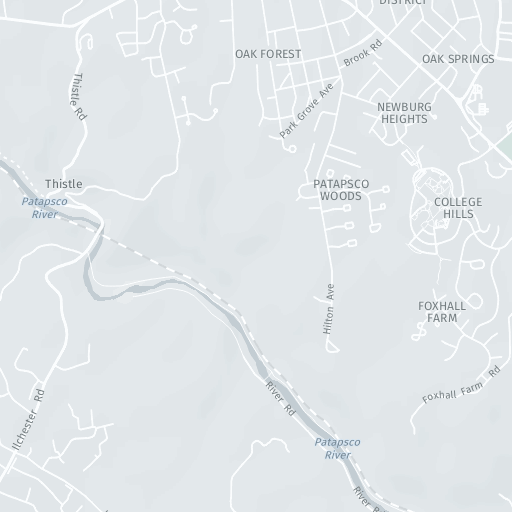 DISTRICT
OAK FOREST
Brook Rd
OAK SPRINGS
Thistle Rd
Park Grove Ave
NEWBURG
HEIGHTS
Thistle
PATAPSCO
WOODS
Patapsco
River
COLLEGE
HILLS
Hilton Ave
FOXHALL
FARM
Foxhall Farm Rd
River Rd
Ilchester Rd
Patapsco
River
River R